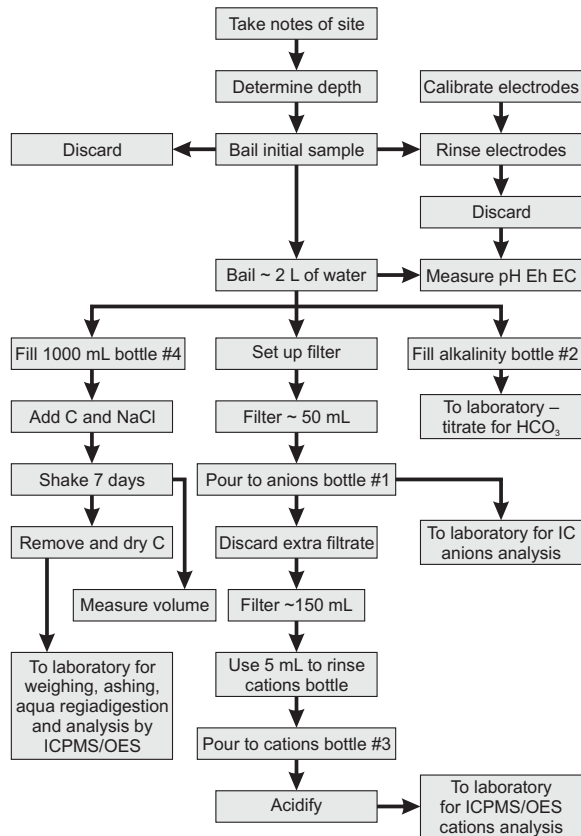 Take notes of site
Determine depth
Calibrate electrodes
Discard
Bail initial sample
Rinse electrodes
Discard
Bail ~ 2 L of water
Measure pH Eh EC
Fill 1000 mL bottle #4
Set up filter
Fill alkalinity bottle #2
Add C and NaCl
Filter ~ 50 mL
To laboratory –
titrate for HCO₃
Shake 7 days
Pour to anions bottle #1
Remove and dry C
Discard extra filtrate
To laboratory for IC
anions analysis
Measure volume
Filter ~150 mL
To laboratory for
weighing, ashing,
aqua regiadigestion
and analysis by
ICPMS/OES
Use 5 mL to rinse
cations bottle
Pour to cations bottle #3
Acidify
To laboratory
for ICPMS/OES
cations analysis